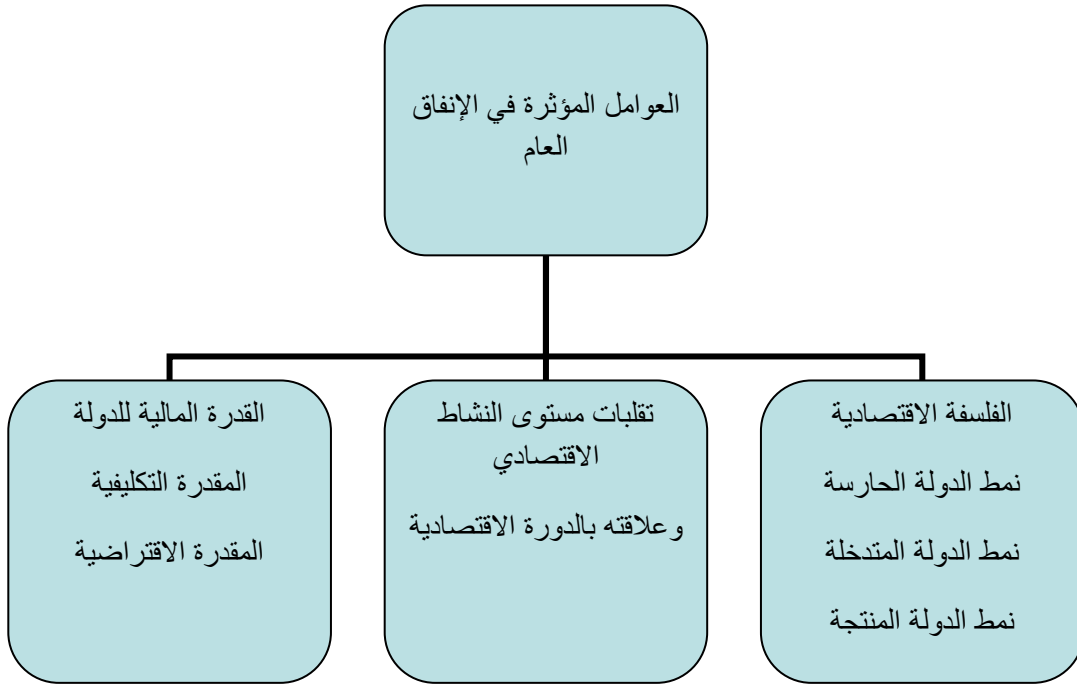 العوامل المؤثرة في الإنفاق
العام
الفلسفة الاقتصادية
نمط الدولة الحارسة
نمط الدولة المتدخلة
نمط الدولة المنتجة
تقلبات مستوى النشاط
الاقتصادي
وعلاقته بالدورة الاقتصادية
القدرة المالية للدولة
المقدرة التكليفية
المقدرة الاقتراضية